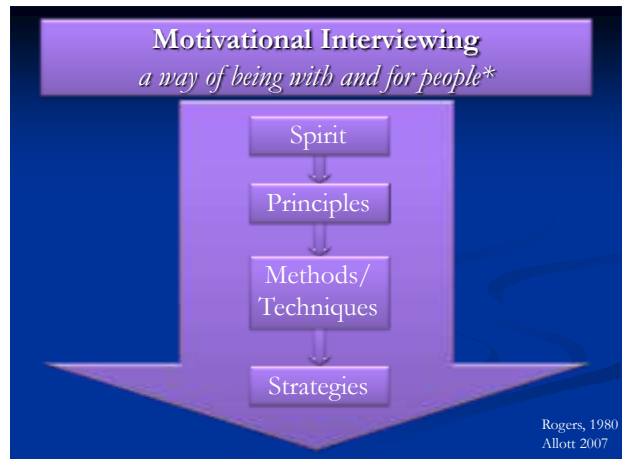 Motivational Interviewing
a way of being with and for people*
Spirit
Principles
Methods/
Techniques
Strategies
Rogers, 1980
Allott 2007